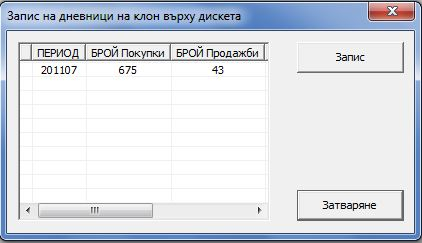 Запис на дневници на клон върху дискета
ПЕРИОД БРОЙ Покупки БРОЙ Продажби
201107 675 43
Запис
Затваряне